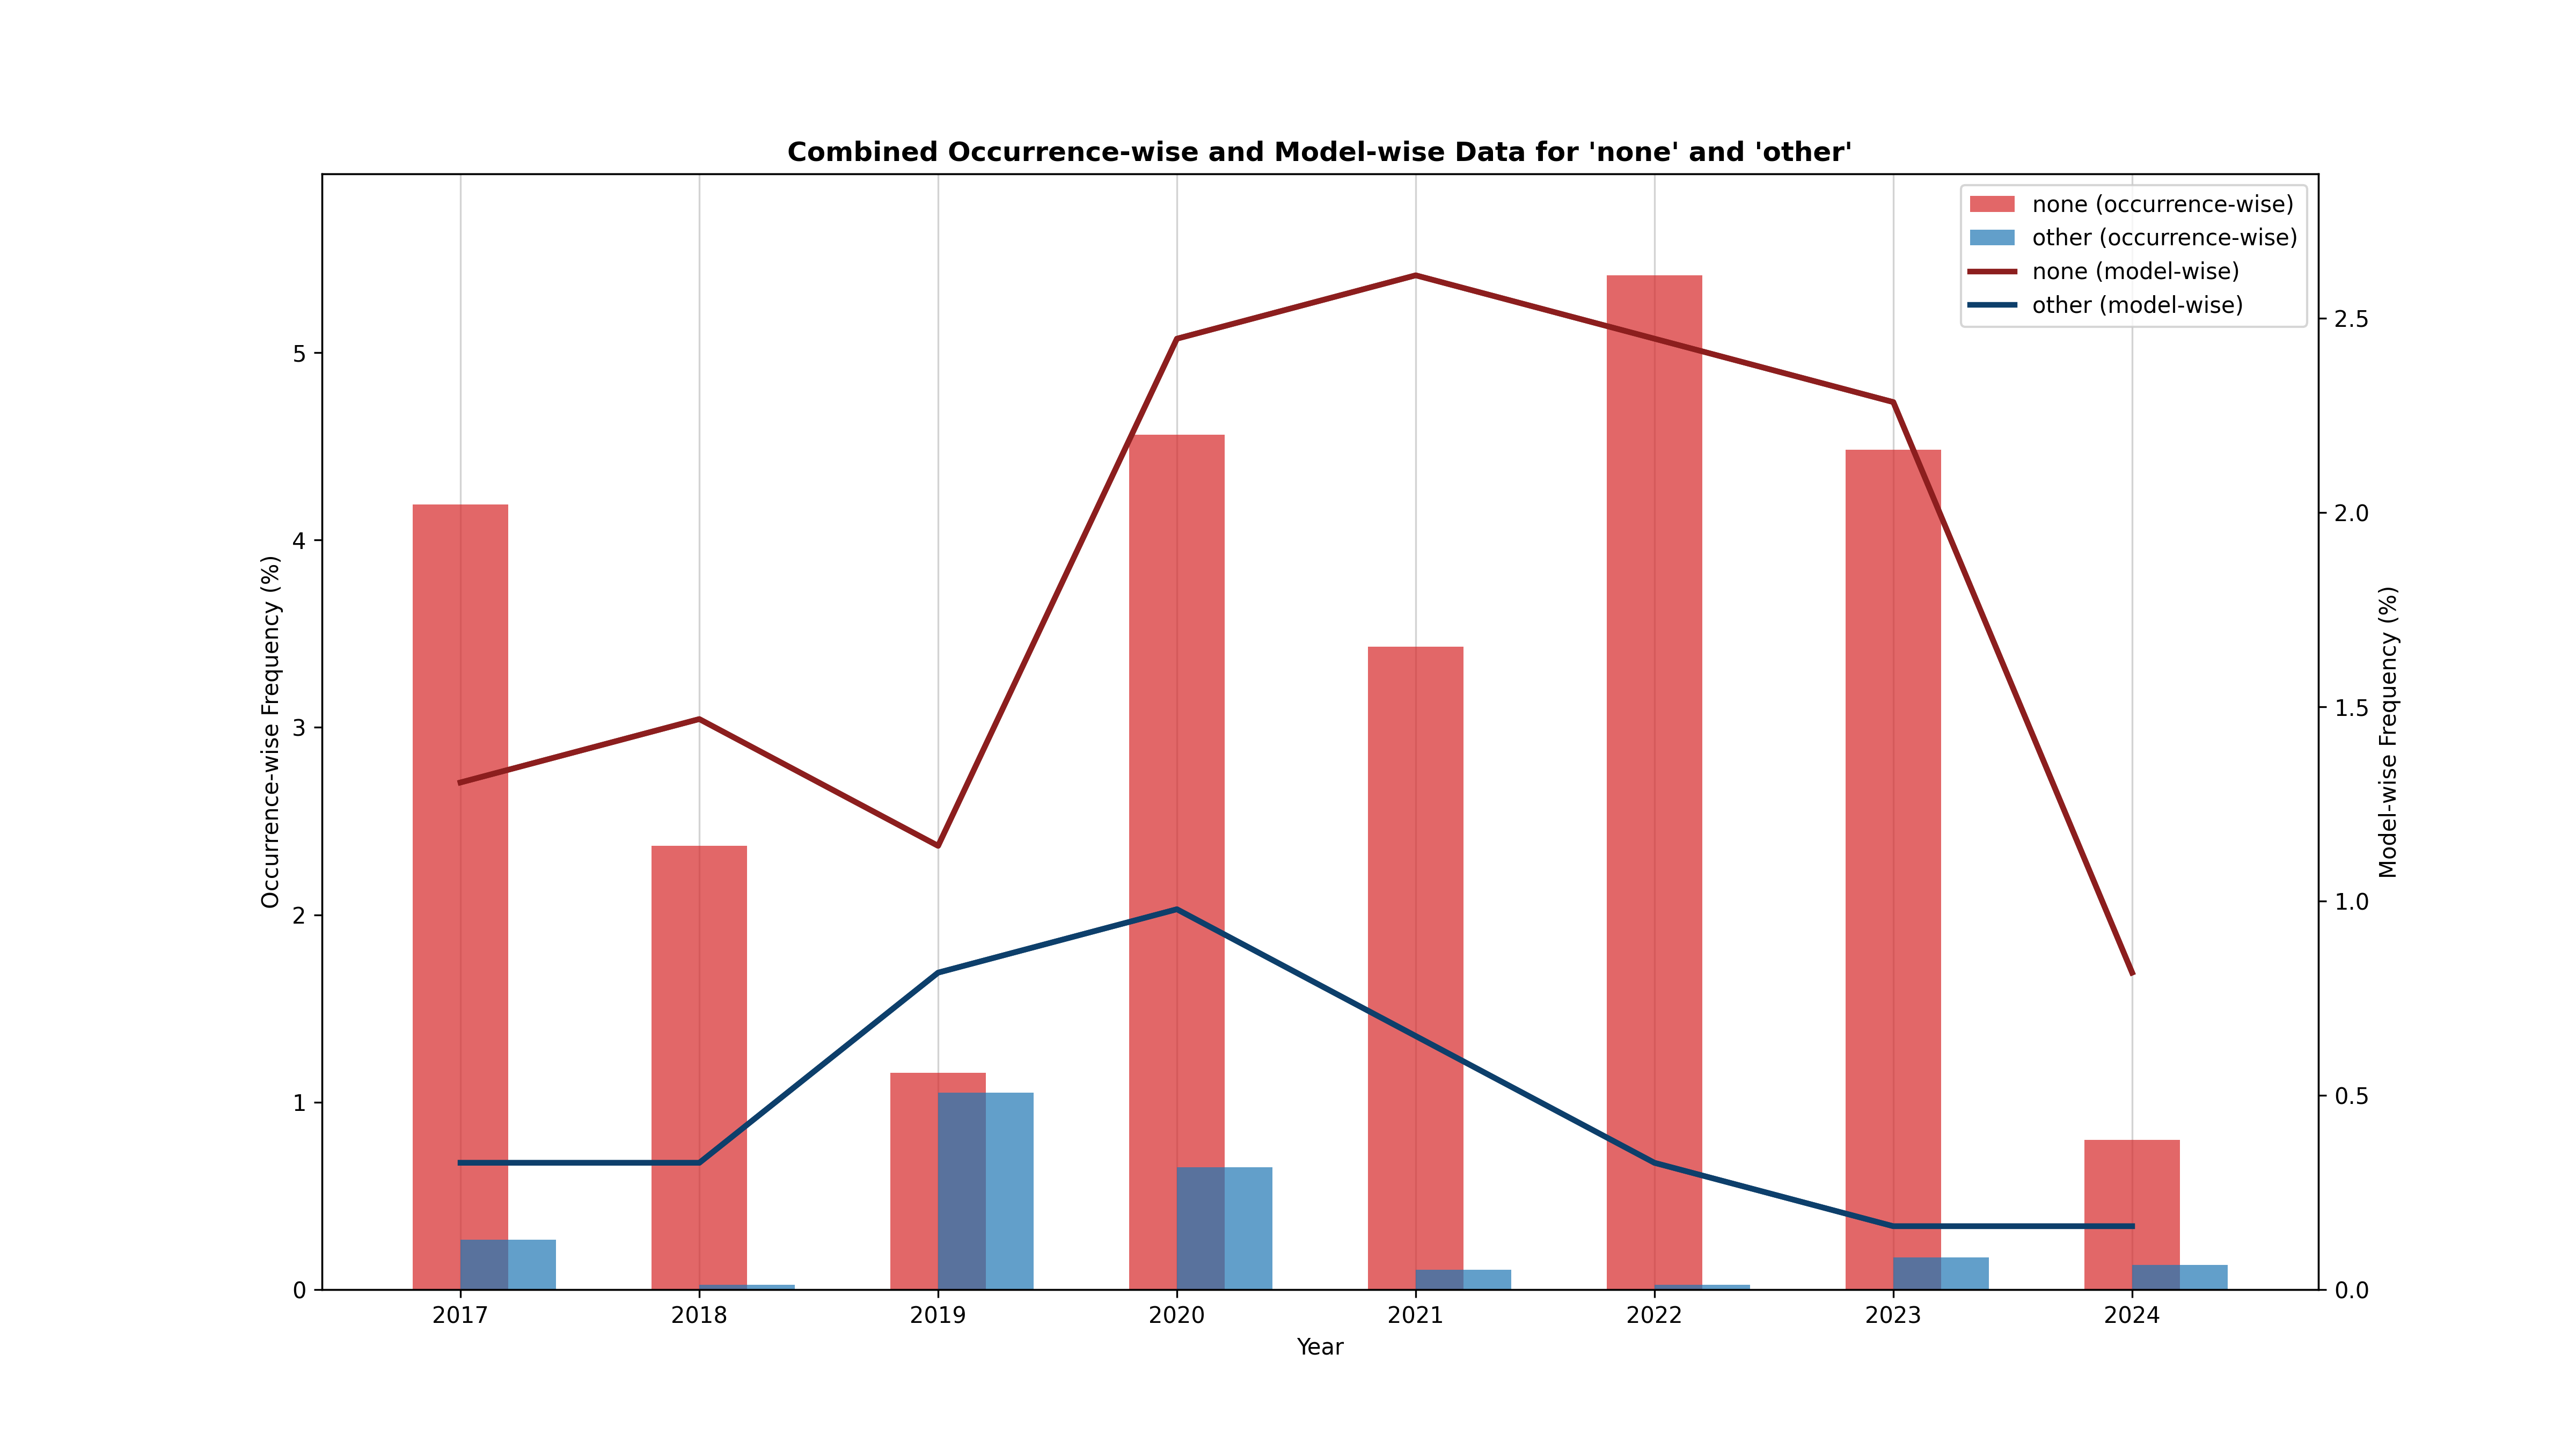 Combined Occurrence-wise and Model-wise Data for 'none' and 'other'
none (occurrence-wise)
other (occurrence-wise)
none (model-wise)
other (model-wise)
Occurrence-wise Frequency (%)
5
4
3
2
1
0
Model-wise Frequency (%)
2.5
2.0
1.5
1.0
0.5
0.0
2017 2018 2019 2020 2021 2022 2023 2024
Year